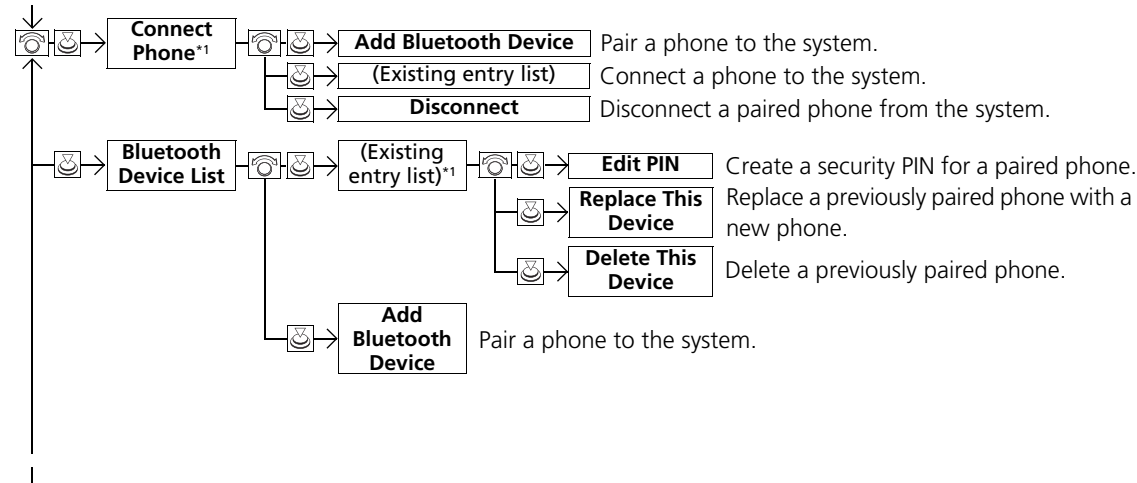 Connect
Phone*1
Add Bluetooth Device
Pair a phone to the system.
(Existing entry list)
Connect a phone to the system.
Disconnect
Disconnect a paired phone from the system.
Bluetooth
Device List
(Existing
entry list)*1
Edit PIN
Create a security PIN for a paired phone.
Replace This
Device
Replace a previously paired phone with a
new phone.
Delete This
Device
Delete a previously paired phone.
Add
Bluetooth
Device
Pair a phone to the system.